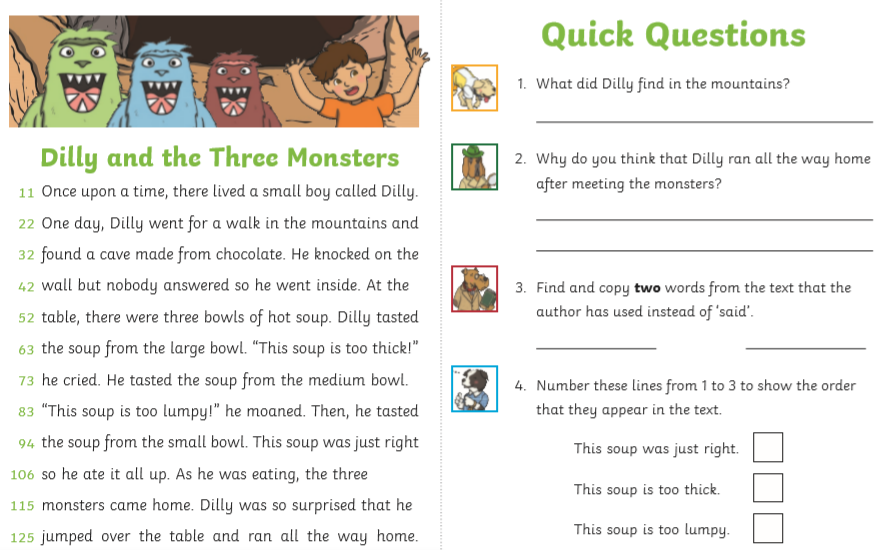 Dilly and the Three Monsters
11 Once upon a time, there lived a small boy called Dilly.
22 One day, Dilly went for a walk in the mountains and
32 found a cave made from chocolate. He knocked on the
42 wall but nobody answered so he went inside. At the
52 table, there were three bowls of hot soup. Dilly tasted
63 the soup from the large bowl. “This soup is too thick!”
73 he cried. He tasted the soup from the medium bowl.
83 “This soup is too lumpy!” he moaned. Then, he tasted
94 the soup from the small bowl. This soup was just right
106 so he ate it all up. As he was eating, the three
115 monsters came home. Dilly was so surprised that he
125 jumped over the table and ran all the way home.
Quick Questions
1. What did Dilly find in the mountains?
2. Why do you think that Dilly ran all the way home
after meeting the monsters?
3. Find and copy two words from the text that the
author has used instead of ‘said’.
4. Number these lines from 1 to 3 to show the order
that they appear in the text.
This soup was just right.
This soup is too thick.
This soup is too lumpy.